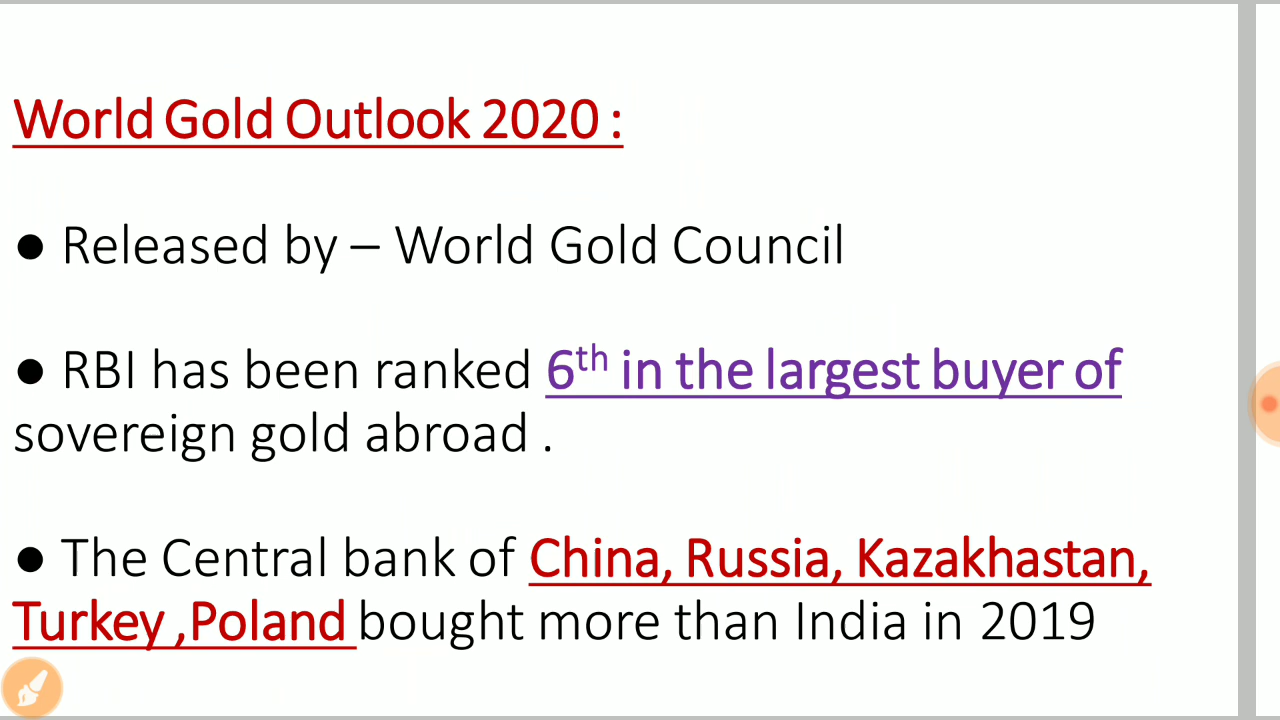 World Gold Outlook 2020 :
● Released by – World Gold Council
● RBI has been ranked 6th in the largest buyer of
sovereign gold abroad .
● The Central bank of China, Russia, Kazakhastan,
Turkey ,Poland bought more than India in 2019